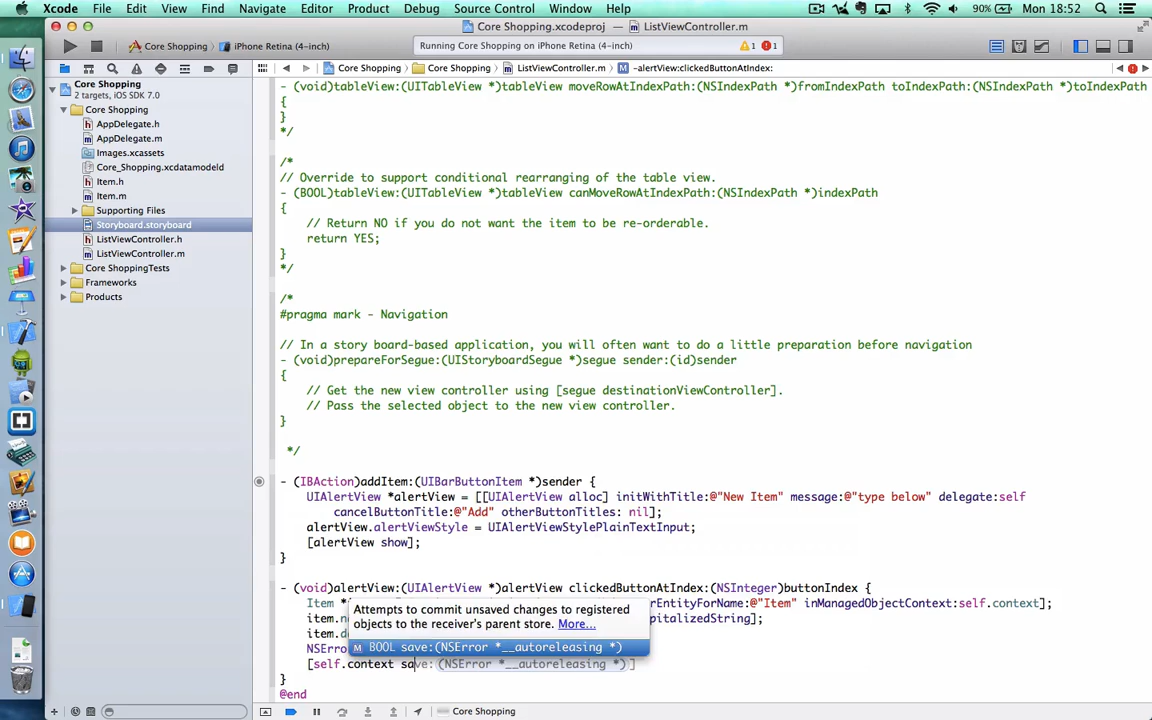 Xcode File Edit View Find Navigate Editor Product Debug Source Control Window Help 90% Mon 18:52
Core Shopping.xcodeproj — ListViewController.m
Core Shopping iPhone Retina (4-inch) Running Core Shopping on iPhone Retina (4-inch) 1 1
Core Shopping Core Shopping ListViewController.m M -alertView:clickedButtonAtIndex:
Core Shopping
2 targets, iOS SDK 7.0
Core Shopping
AppDelegate.h
AppDelegate.m
Images.xcassets
Core_Shopping.xcdatamodeld
Item.h
Item.m
Supporting Files
Storyboard.storyboard
ListViewController.h
ListViewController.m
Core ShoppingTests
Frameworks
Products
- (void)tableView:(UITableView *)tableView moveRowAtIndexPath:(NSIndexPath *)fromIndexPath toIndexPath:(NSIndexPath *)toIndexPath
{
}
*/
/*
// Override to support conditional rearranging of the table view.
- (BOOL)tableView:(UITableView *)tableView canMoveRowAtIndexPath:(NSIndexPath *)indexPath
{
// Return NO if you do not want the item to be re-orderable.
return YES;
}
*/
/*
#pragma mark - Navigation
// In a story board-based application, you will often want to do a little preparation before navigation
- (void)prepareForSegue:(UIStoryboardSegue *)segue sender:(id)sender
{
// Get the new view controller using [segue destinationViewController].
// Pass the selected object to the new view controller.
}
*/
- (IBAction)addItem:(UIBarButtonItem *)sender {
UIAlertView *alertView = [[UIAlertView alloc] initWithTitle:@"New Item" message:@"type below" delegate:self
cancelButtonTitle:@"Add" otherButtonTitles: nil];
alertView.alertViewStyle = UIAlertViewStylePlainTextInput;
[alertView show];
}
- (void)alertView:(UIAlertView *)alertView clickedButtonAtIndex:(NSInteger)buttonIndex {
Item * rEntityForName:@"Item" inManagedObjectContext:self.context];
item.n pitalizedString];
item.d
NSErro
Attempts to commit unsaved changes to registered
objects to the receiver's parent store. More...
M BOOL save:(NSError *__autoreleasing *)
[self.context save:(NSError *__autoreleasing *)]
}
@end
Core Shopping